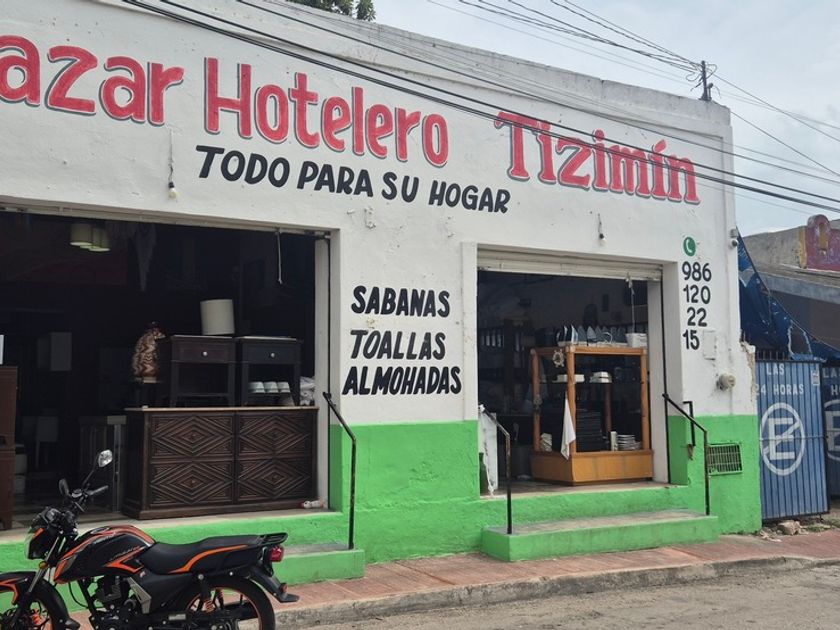 azar Hotelero Tizimín
TODO PARA SU HOGAR
SABANAS
TOALLAS
ALMOHADAS
986
120
22
15
LAS
24 HORAS
E